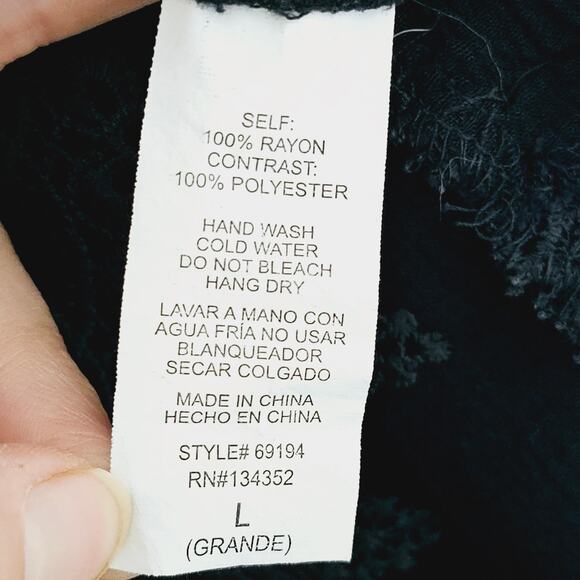 SELF:
100% RAYON
CONTRAST:
100% POLYESTER
HAND WASH
COLD WATER
DO NOT BLEACH
HANG DRY
LAVAR A MANO CON
AGUA FRÍA NO USAR
BLANQUEADOR
SECAR COLGADO
MADE IN CHINA
HECHO EN CHINA
STYLE# 69194
RN#134352
L
(GRANDE)